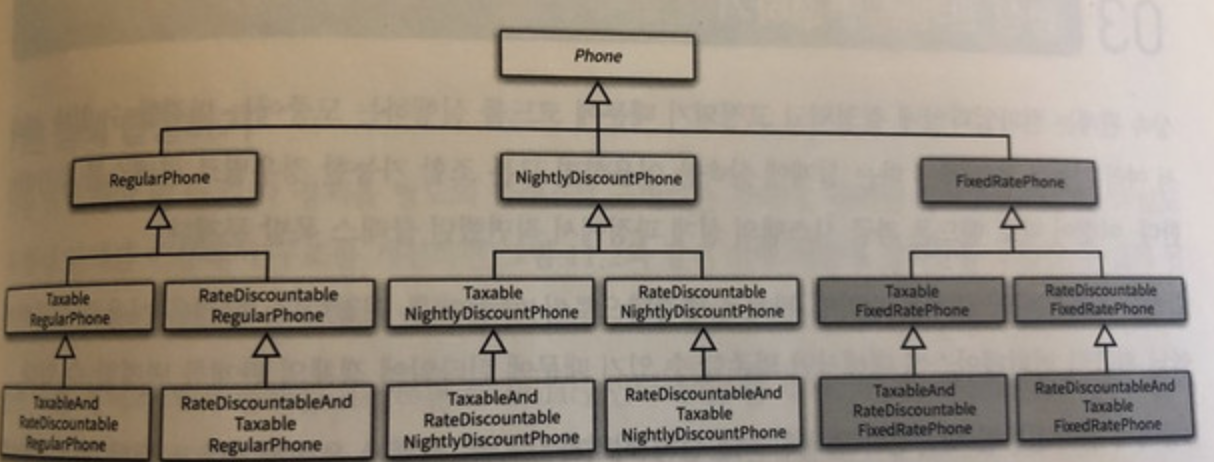 03
Phone
RegularPhone
NightlyDiscountPhone
FixedRatePhone
Taxable
RegularPhone
RateDiscountable
RegularPhone
Taxable
NightlyDiscountPhone
RateDiscountable
NightlyDiscountPhone
Taxable
FixedRatePhone
RateDiscountable
FixedRatePhone
TaxableAnd
RateDiscountable
RegularPhone
RateDiscountableAnd
Taxable
RegularPhone
TaxableAnd
RateDiscountable
NightlyDiscountPhone
RateDiscountableAnd
Taxable
NightlyDiscountPhone
TaxableAnd
RateDiscountable
FixedRatePhone
RateDiscountableAnd
Taxable
FixedRatePhone